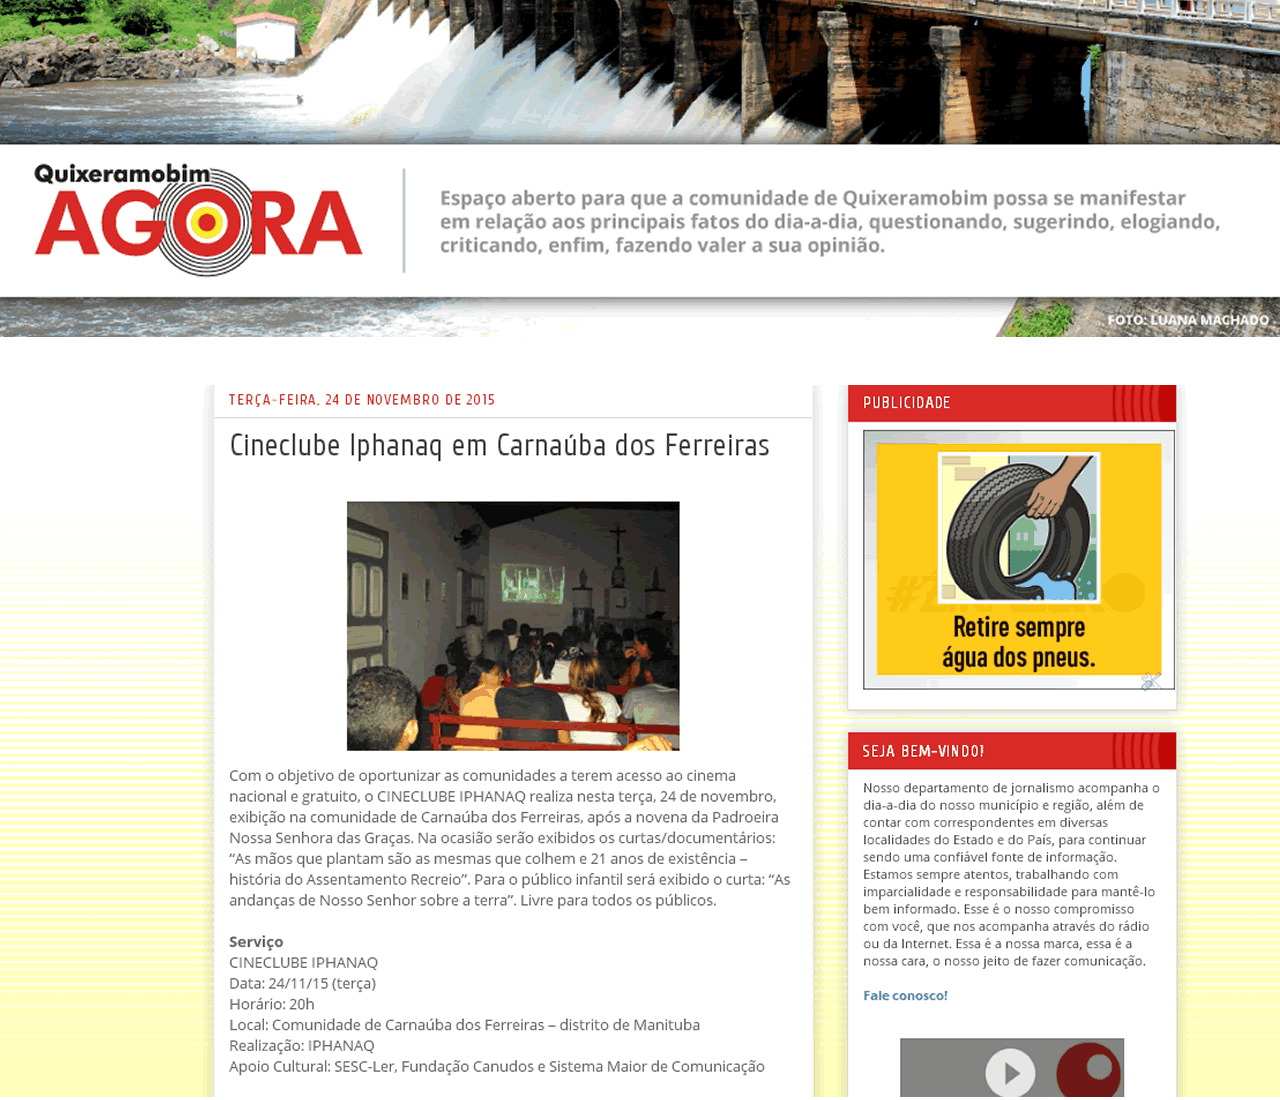 Quixeramobim
AGORA
Espaço aberto para que a comunidade de Quixeramobim possa se manifestar
em relação aos principais fatos do dia-a-dia, questionando, sugerindo, elogiando,
criticando, enfim, fazendo valer a sua opinião.
FOTO: LUANA MACHADO
TERÇA-FEIRA, 24 DE NOVEMBRO DE 2015
Cineclube Iphanaq em Carnaúba dos Ferreiras
Com o objetivo de oportunizar as comunidades a terem acesso ao cinema
nacional e gratuito, o CINECLUBE IPHANAQ realiza nesta terça, 24 de novembro,
exibição na comunidade de Carnaúba dos Ferreiras, após a novena da Padroeira
Nossa Senhora das Graças. Na ocasião serão exibidos os curtas/documentários:
“As mãos que plantam são as mesmas que colhem e 21 anos de existência –
história do Assentamento Recreio”. Para o público infantil será exibido o curta: “As
andanças de Nosso Senhor sobre a terra”. Livre para todos os públicos.
Serviço
CINECLUBE IPHANAQ
Data: 24/11/15 (terça)
Horário: 20h
Local: Comunidade de Carnaúba dos Ferreiras – distrito de Manituba
Realização: IPHANAQ
Apoio Cultural: SESC-Ler, Fundação Canudos e Sistema Maior de Comunicação
PUBLICIDADE
Retire sempre
água dos pneus.
SEJA BEM-VINDO!
Nosso departamento de jornalismo acompanha o
dia-a-dia do nosso município e região, além de
contar com correspondentes em diversas
localidades do Estado e do País, para continuar
sendo uma confiável fonte de informação.
Estamos sempre atentos, trabalhando com
imparcialidade e responsabilidade para mantê-lo
bem informado. Esse é o nosso compromisso
com você, que nos acompanha através do rádio
ou da Internet. Essa é a nossa marca, essa é a
nossa cara, o nosso jeito de fazer comunicação.
Fale conosco!